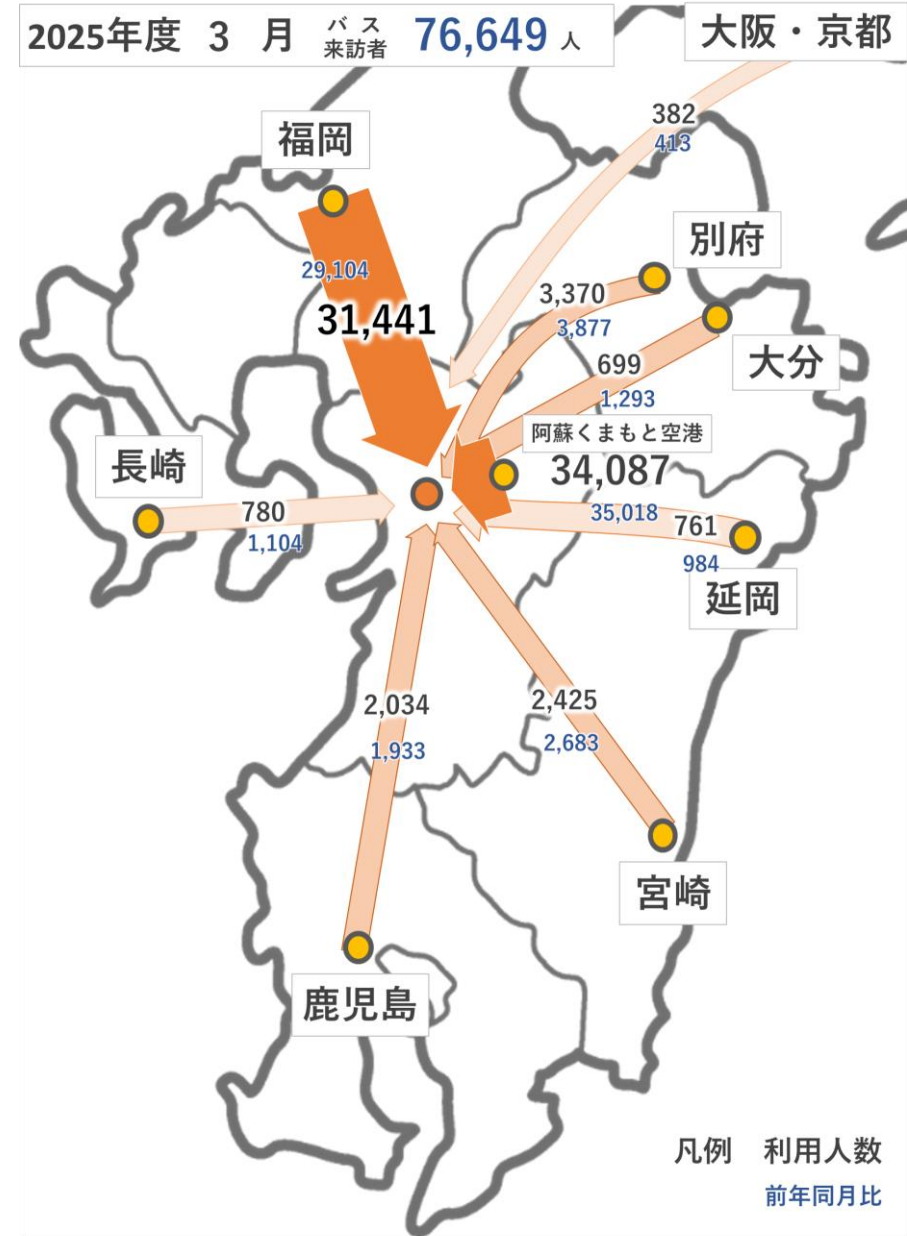 2025年度 3 月 バス来訪者 76,649 人
大阪・京都
382
413
福岡
29,104
31,441
別府
3,370
3,877
大分
699
1,293
阿蘇くまもと空港
34,087
35,018
長崎
780
1,104
761
984
延岡
2,034
1,933
2,425
2,683
宮崎
鹿児島
凡例 利用人数
前年同月比